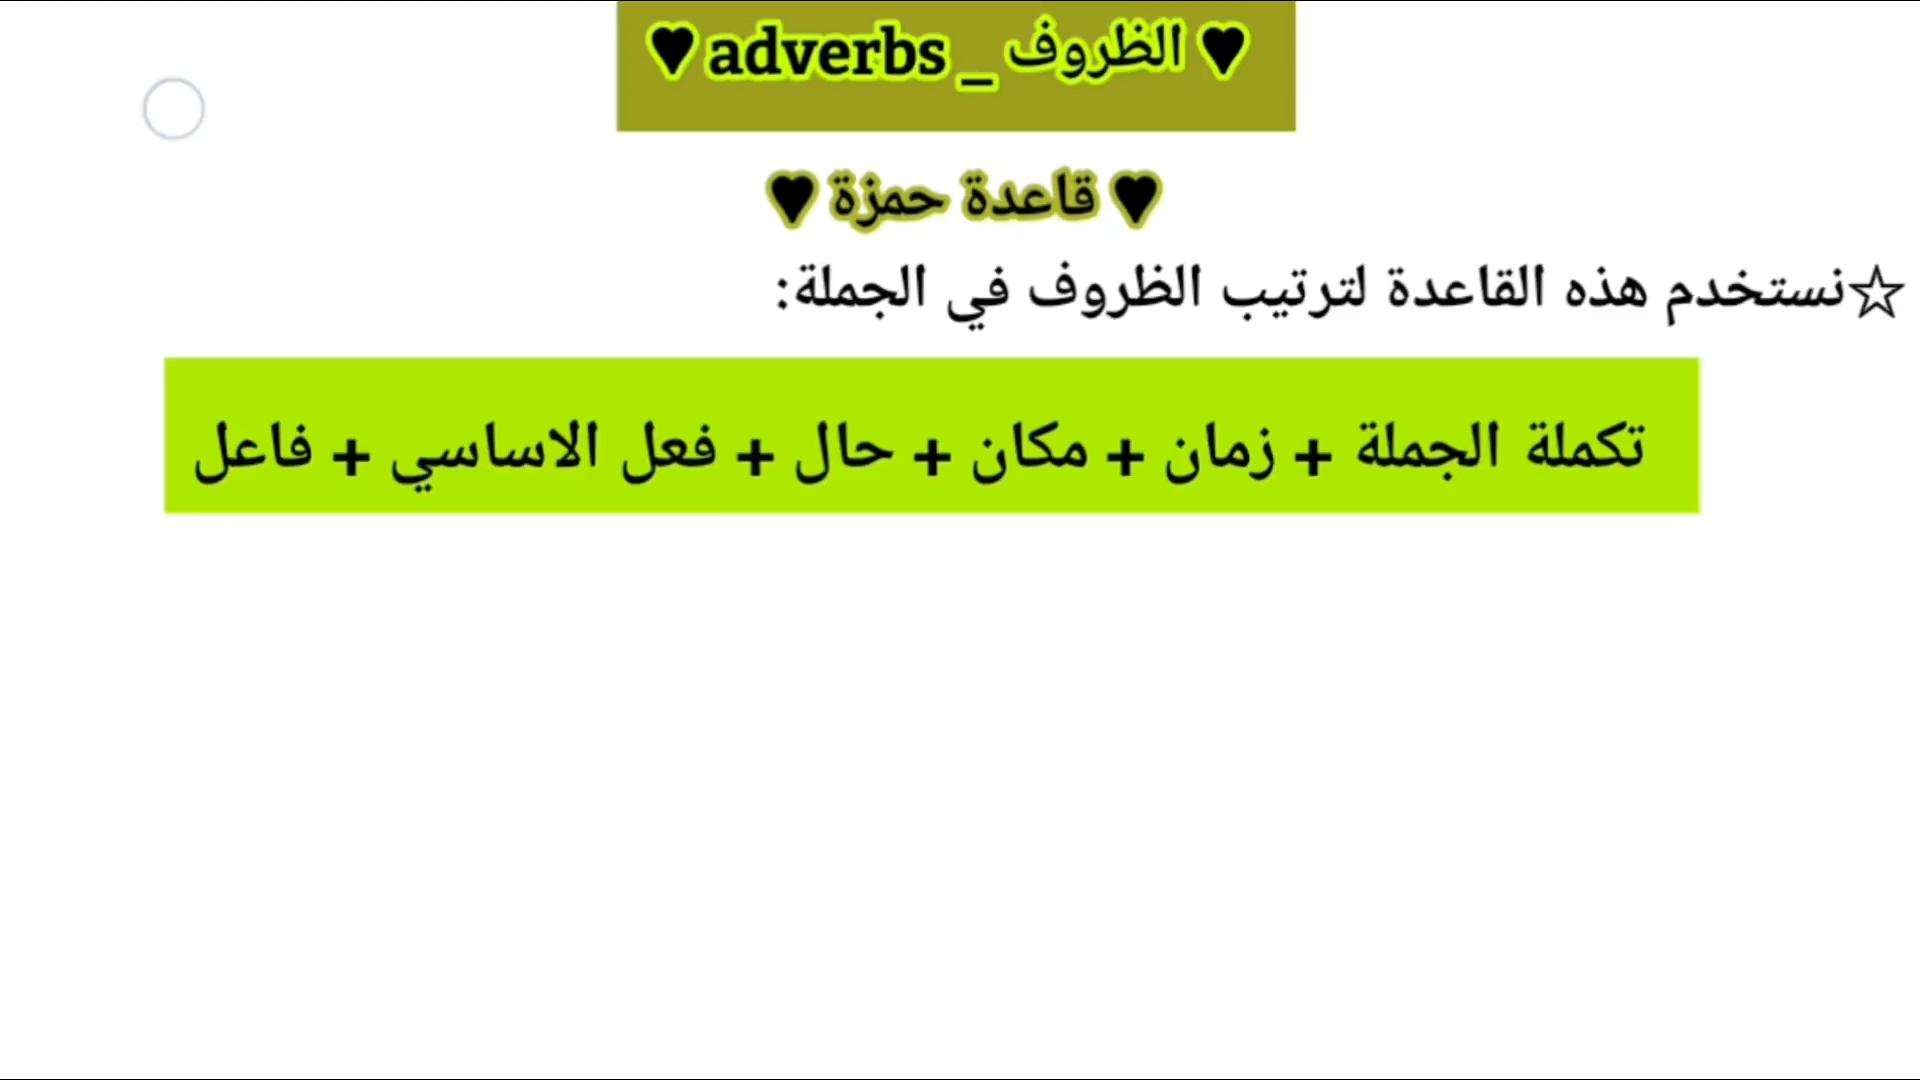 ♥ adverbs _ الظروف ♥
♥ قاعدة حمزة ♥
☆نستخدم هذه القاعدة لترتيب الظروف في الجملة:
تكملة الجملة + زمان + مكان + حال + فعل الاساسي + فاعل